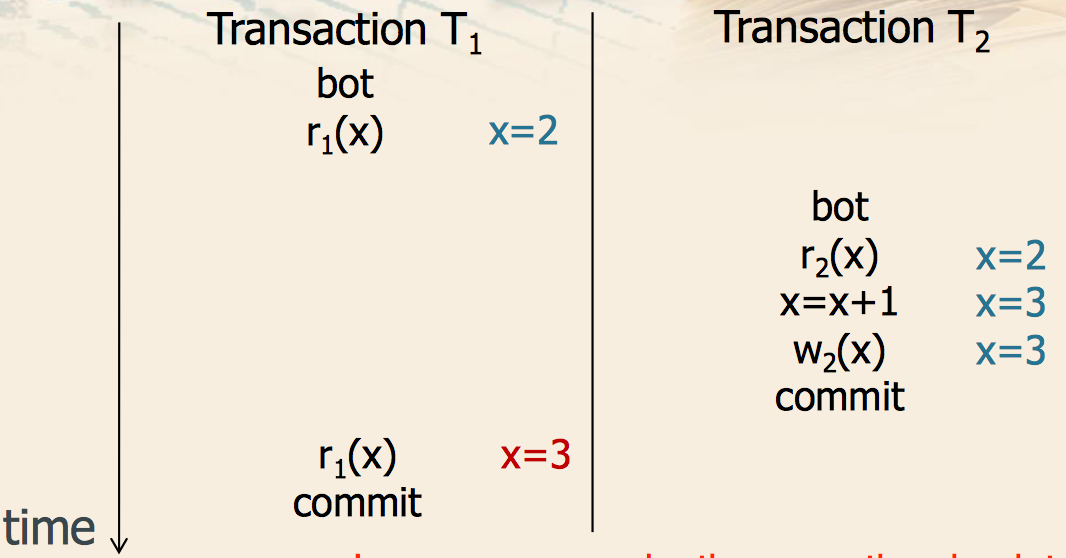 Transaction T₁
Transaction T₂
bot
r₁(x) x=2
bot
r₂(x) x=2
x=x+1 x=3
w₂(x) x=3
commit
r₁(x) x=3
commit
time